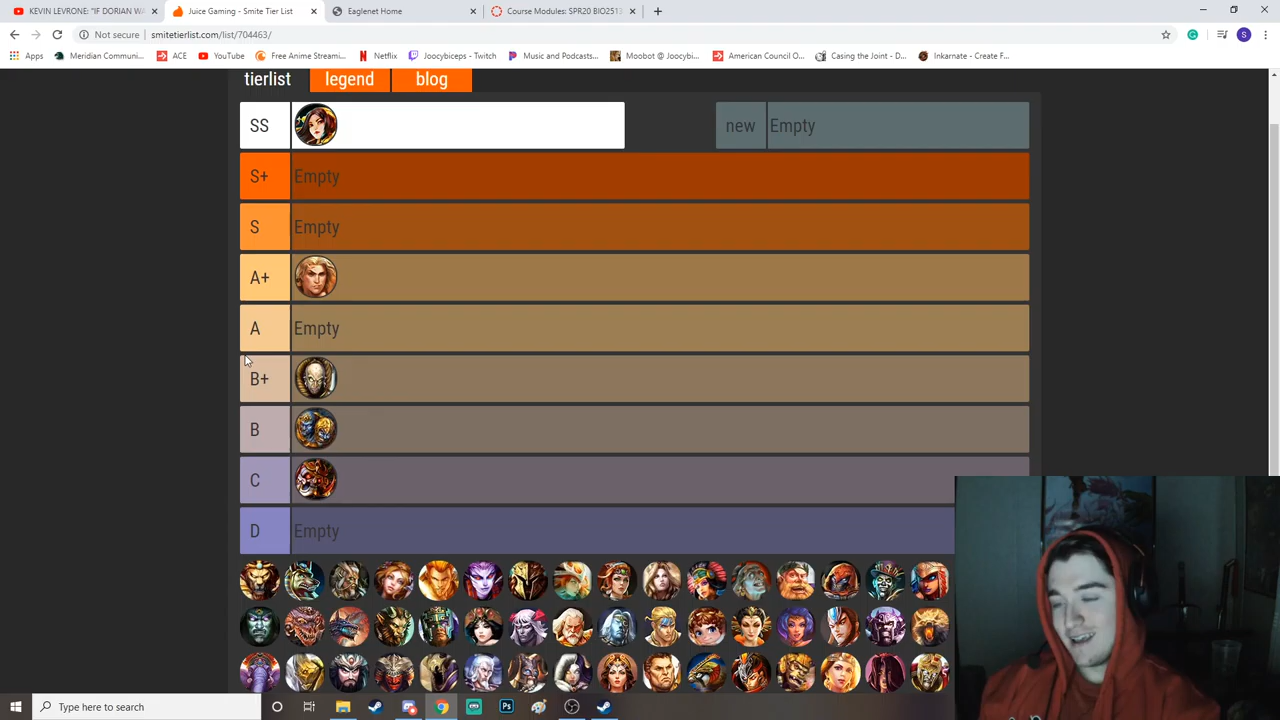 KEVIN LEVRONE: "IF DORIAN WA
Juice Gaming - Smite Tier List
Eaglenet Home
Course Modules: SPR20 BIO2513
Not secure
smitetierlist.com/list/704463/
S
Apps
Meridian Communi...
ACE
YouTube
Free Anime Streami...
Netflix
Joocybiceps - Twitch
Music and Podcasts...
Moobot @ Joocybi...
American Council O...
Casing the Joint - D...
Inkarnate - Create F...
tierlist
legend
blog
SS
new
Empty
S+
Empty
S
Empty
A+
A
Empty
B+
B
C
D
Empty
Type here to search
Ps